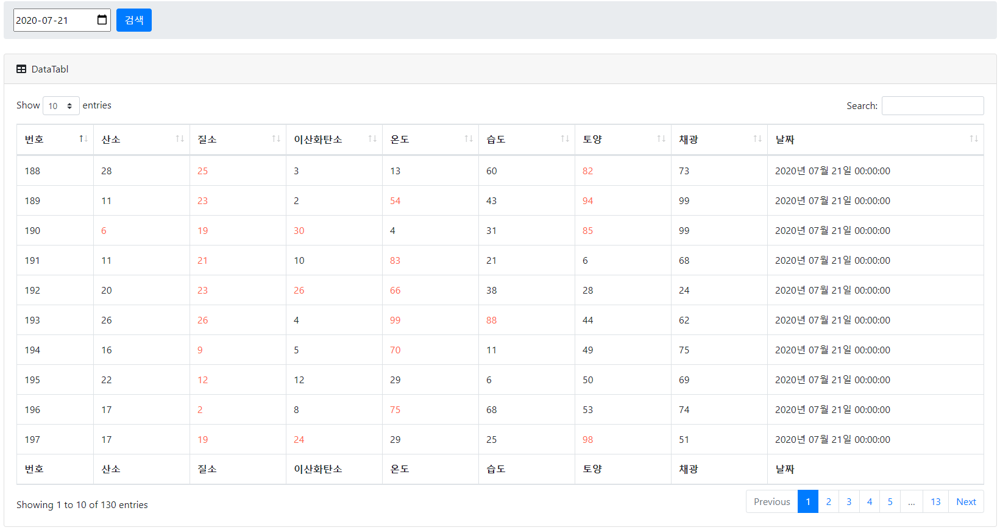 2020-07-21 검색
DataTabl
Show 10 entries Search:
번호 산소 질소 이산화탄소 온도 습도 토양 채광 날짜
188 28 25 3 13 60 82 73 2020년 07월 21일 00:00:00
189 11 23 2 54 43 94 99 2020년 07월 21일 00:00:00
190 6 19 30 4 31 85 99 2020년 07월 21일 00:00:00
191 11 21 10 83 21 6 68 2020년 07월 21일 00:00:00
192 20 23 26 66 38 28 24 2020년 07월 21일 00:00:00
193 26 26 4 99 88 44 62 2020년 07월 21일 00:00:00
194 16 9 5 70 11 49 75 2020년 07월 21일 00:00:00
195 22 12 12 29 6 50 69 2020년 07월 21일 00:00:00
196 17 2 8 75 68 53 74 2020년 07월 21일 00:00:00
197 17 19 24 29 25 98 51 2020년 07월 21일 00:00:00
번호 산소 질소 이산화탄소 온도 습도 토양 채광 날짜
Showing 1 to 10 of 130 entries Previous 1 2 3 4 5 ... 13 Next